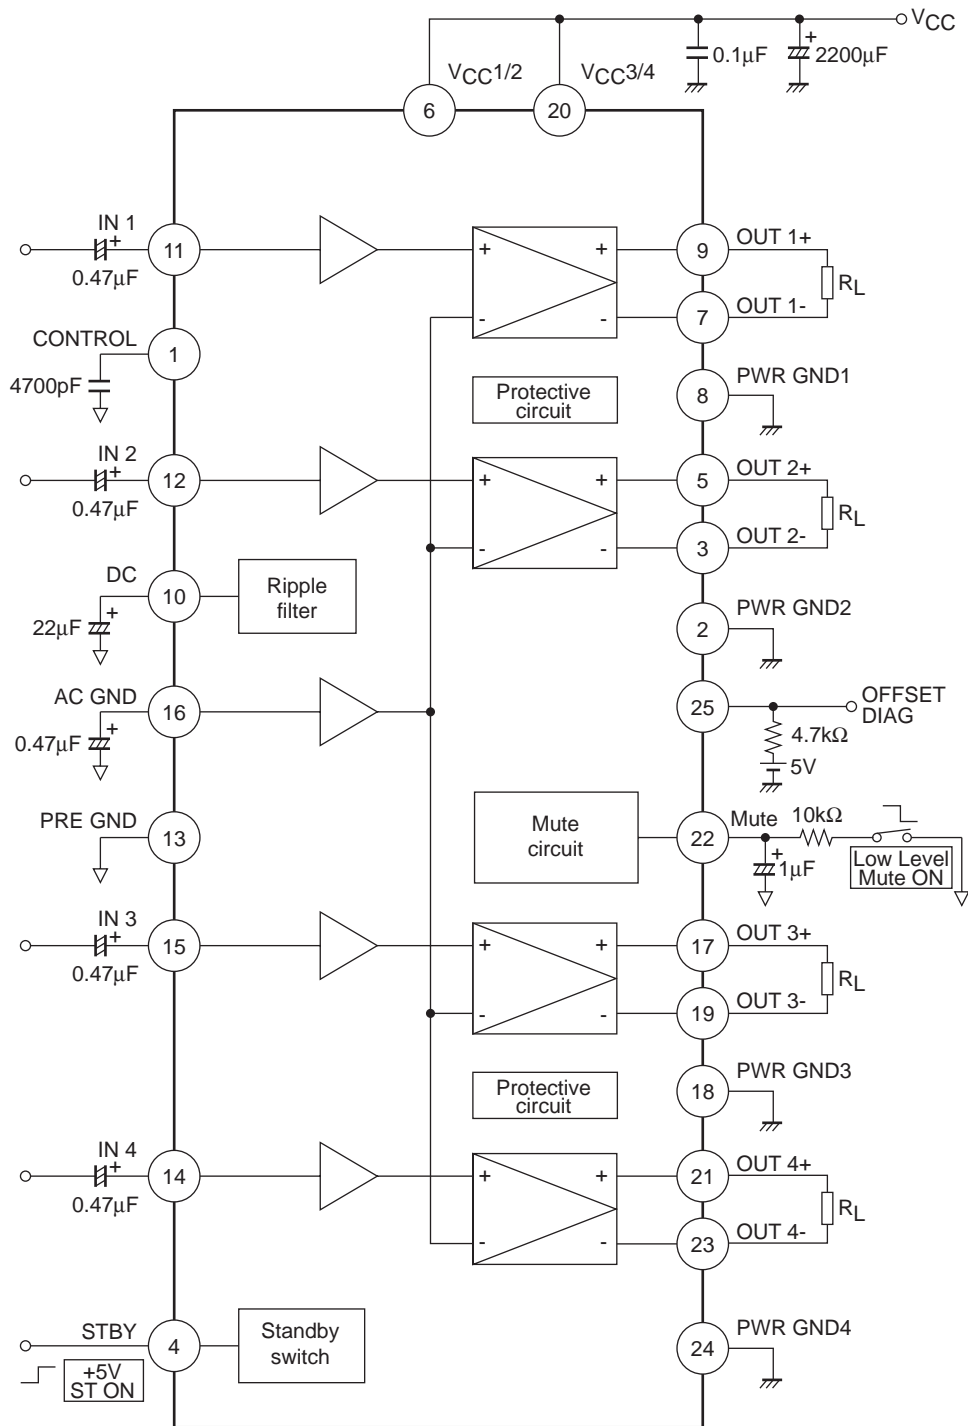 VCC
+
0.1µF
2200µF
VCC1/2
VCC3/4
6
20
IN 1
+
0.47µF
11
+
-
+
-
9
OUT 1+
RL
7
OUT 1-
CONTROL
1
4700pF
Protective
circuit
8
PWR GND1
IN 2
+
0.47µF
12
+
-
+
-
5
OUT 2+
RL
3
OUT 2-
DC
10
+
22µF
Ripple
filter
2
PWR GND2
AC GND
16
+
0.47µF
25
OFFSET
DIAG
4.7kΩ
5V
PRE GND
13
Mute
circuit
22
Mute
10kΩ
+
1µF
Low Level
Mute ON
IN 3
+
0.47µF
15
+
-
+
-
17
OUT 3+
RL
19
OUT 3-
Protective
circuit
18
PWR GND3
IN 4
+
0.47µF
14
+
-
+
-
21
OUT 4+
RL
23
OUT 4-
STBY
4
+5V
ST ON
Standby
switch
24
PWR GND4